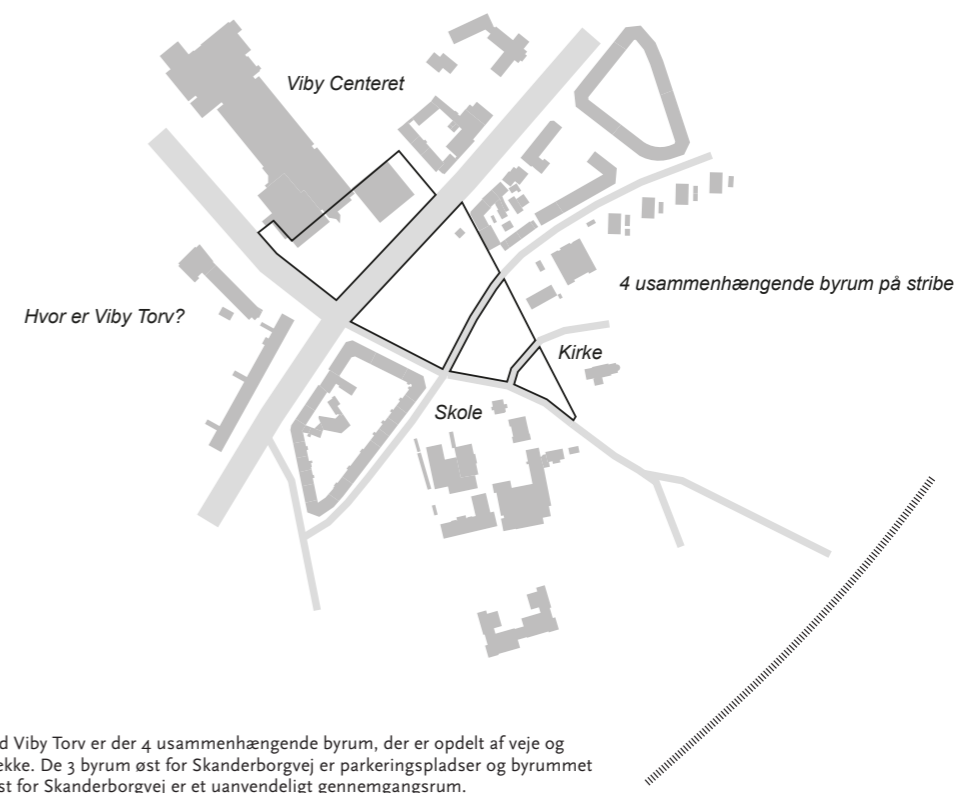 Viby Centeret
4 usammenhængende byrum på stribe
Hvor er Viby Torv?
Kirke
Skole
d Viby Torv er der 4 usammenhængende byrum, der er opdelt af veje og
ekke. De 3 byrum øst for Skanderborgvej er parkeringspladser og byrummet
st for Skanderborgvej er et uanvendeligt gennemgangsrum.